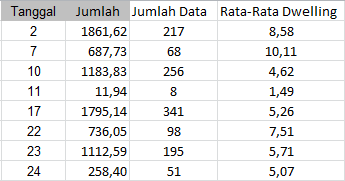 Tanggal Jumlah Jumlah Data Rata-Rata Dwelling
2 1861,62 217 8,58
7 687,73 68 10,11
10 1183,83 256 4,62
11 11,94 8 1,49
17 1795,14 341 5,26
22 736,05 98 7,51
23 1112,59 195 5,71
24 258,40 51 5,07